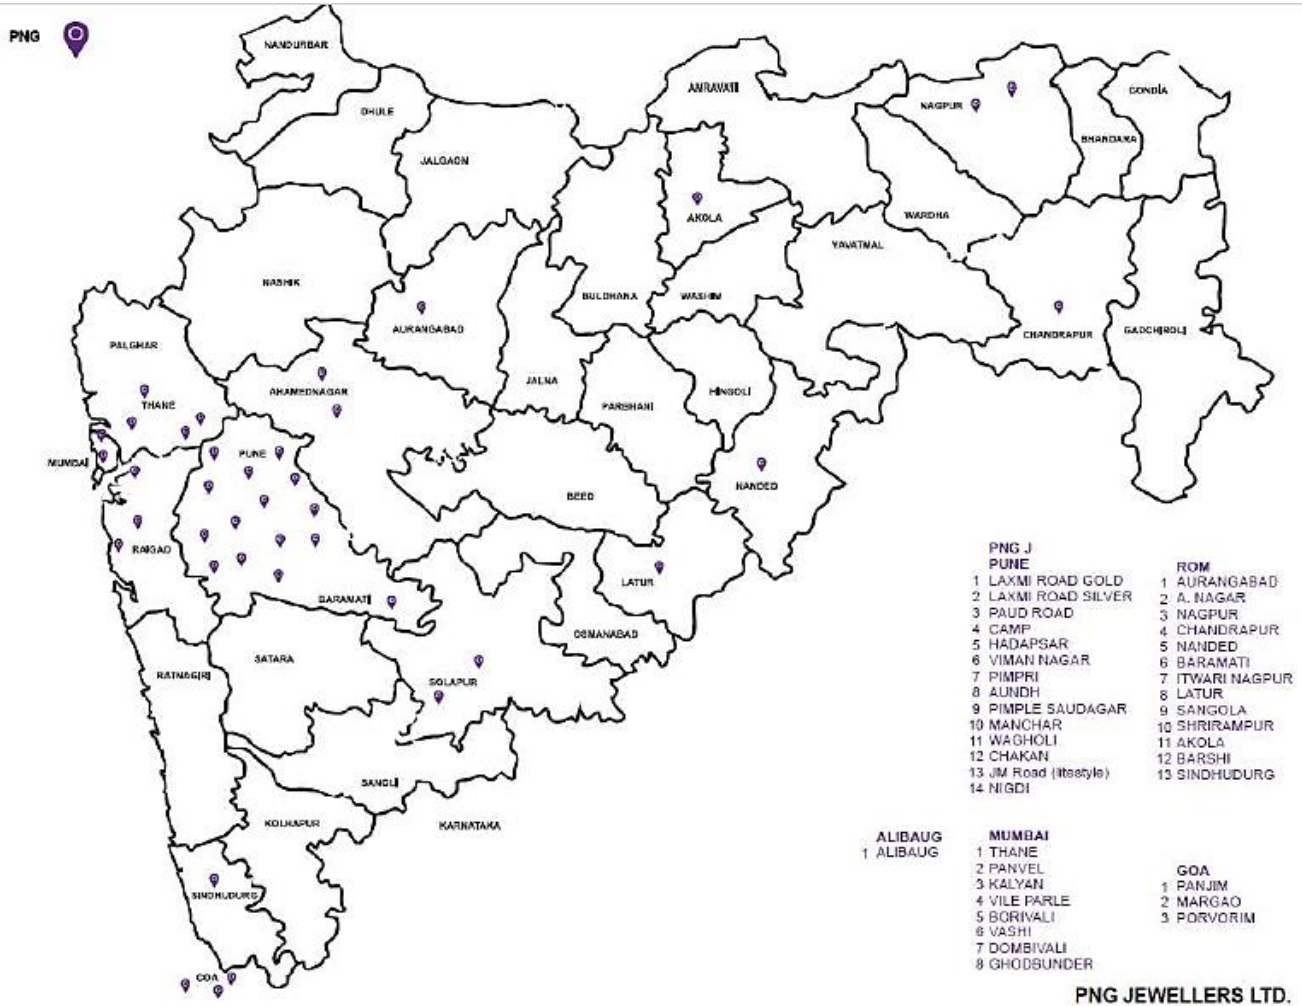 PNG
NANDURBAR
DHULE
JALGAON
AMRAVATI
NAGPUR
GONDIA
BHANDARA
AKOLA
WARDHA
YAVATMAL
NASHIK
BULDHANA
WASHIM
AURANGABAD
CHANDRAPUR
GADCHIROLI
PALGHAR
JALNA
AHAMEDNAGAR
HINGOLI
PARBHANI
THANE
PUNE
MUMBAI
NANDED
BEED
RAIGAD
LATUR
BARAMATI
OSMANABAD
SATARA
RATNAGIRI
SOLAPUR
SANGLI
KOLHAPUR
KARNATAKA
SINDHUDURG
GOA
PNG J
PUNE
1 LAXMI ROAD GOLD
2 LAXMI ROAD SILVER
3 PAUD ROAD
4 CAMP
5 HADAPSAR
6 VIMAN NAGAR
7 PIMPRI
8 AUNDH
9 PIMPLE SAUDAGAR
10 MANCHAR
11 WAGHOLI
12 CHAKAN
13 JM Road (litestyle)
14 NIGDI
ROM
1 AURANGABAD
2 A. NAGAR
3 NAGPUR
4 CHANDRAPUR
5 NANDED
6 BARAMATI
7 ITWARI NAGPUR
8 LATUR
9 SANGOLA
10 SHRIRAMPUR
11 AKOLA
12 BARSHI
13 SINDHUDURG
ALIBAUG
1 ALIBAUG
MUMBAI
1 THANE
2 PANVEL
3 KALYAN
4 VILE PARLE
5 BORIVALI
6 VASHI
7 DOMBIVALI
8 GHODBUNDER
GOA
1 PANJIM
2 MARGAO
3 PORVORIM
PNG JEWELLERS LTD.